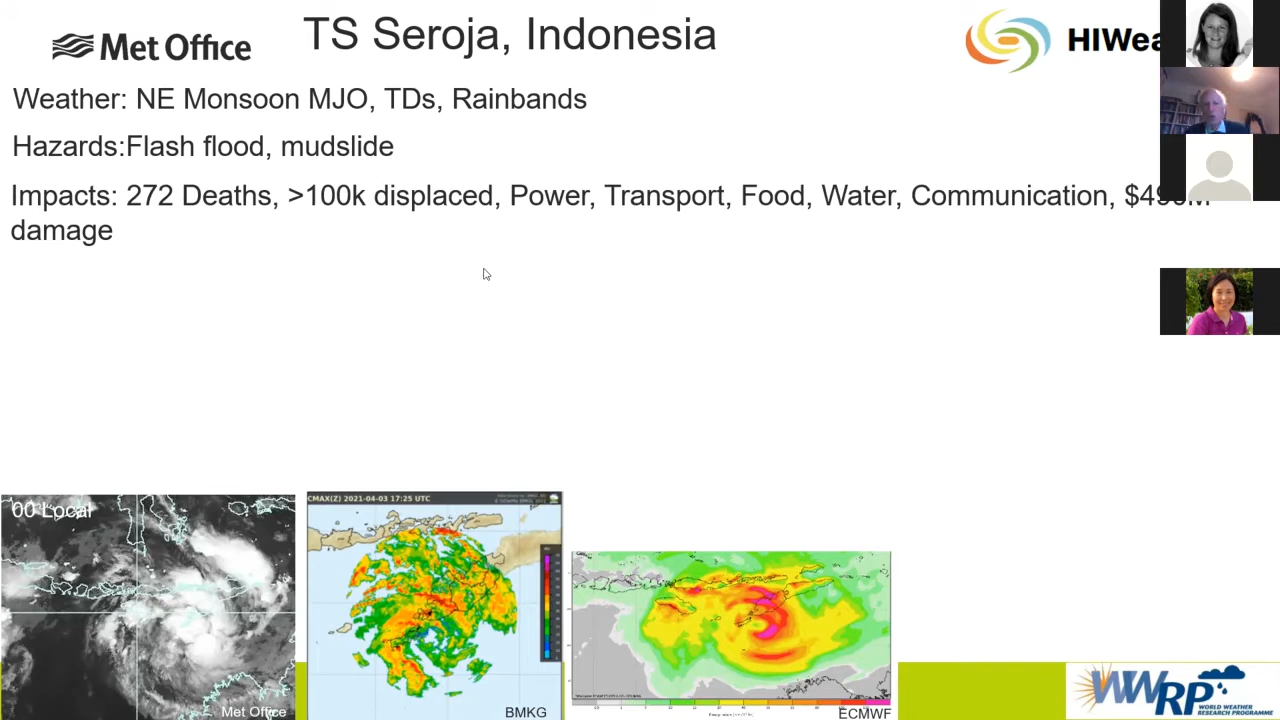 TS Seroja, Indonesia
Met Office
Weather: NE Monsoon MJO, TDs, Rainbands
Hazards:Flash flood, mudslide
Impacts: 272 Deaths, >100k displaced, Power, Transport, Food, Water, Communication,
damage
00 Local
CMAX(Z) 2021-04-03 17:25 UTC
Met Office
BMKG
ECMWF
WWRP
WORLD WEATHER
RESEARCH PROGRAMME